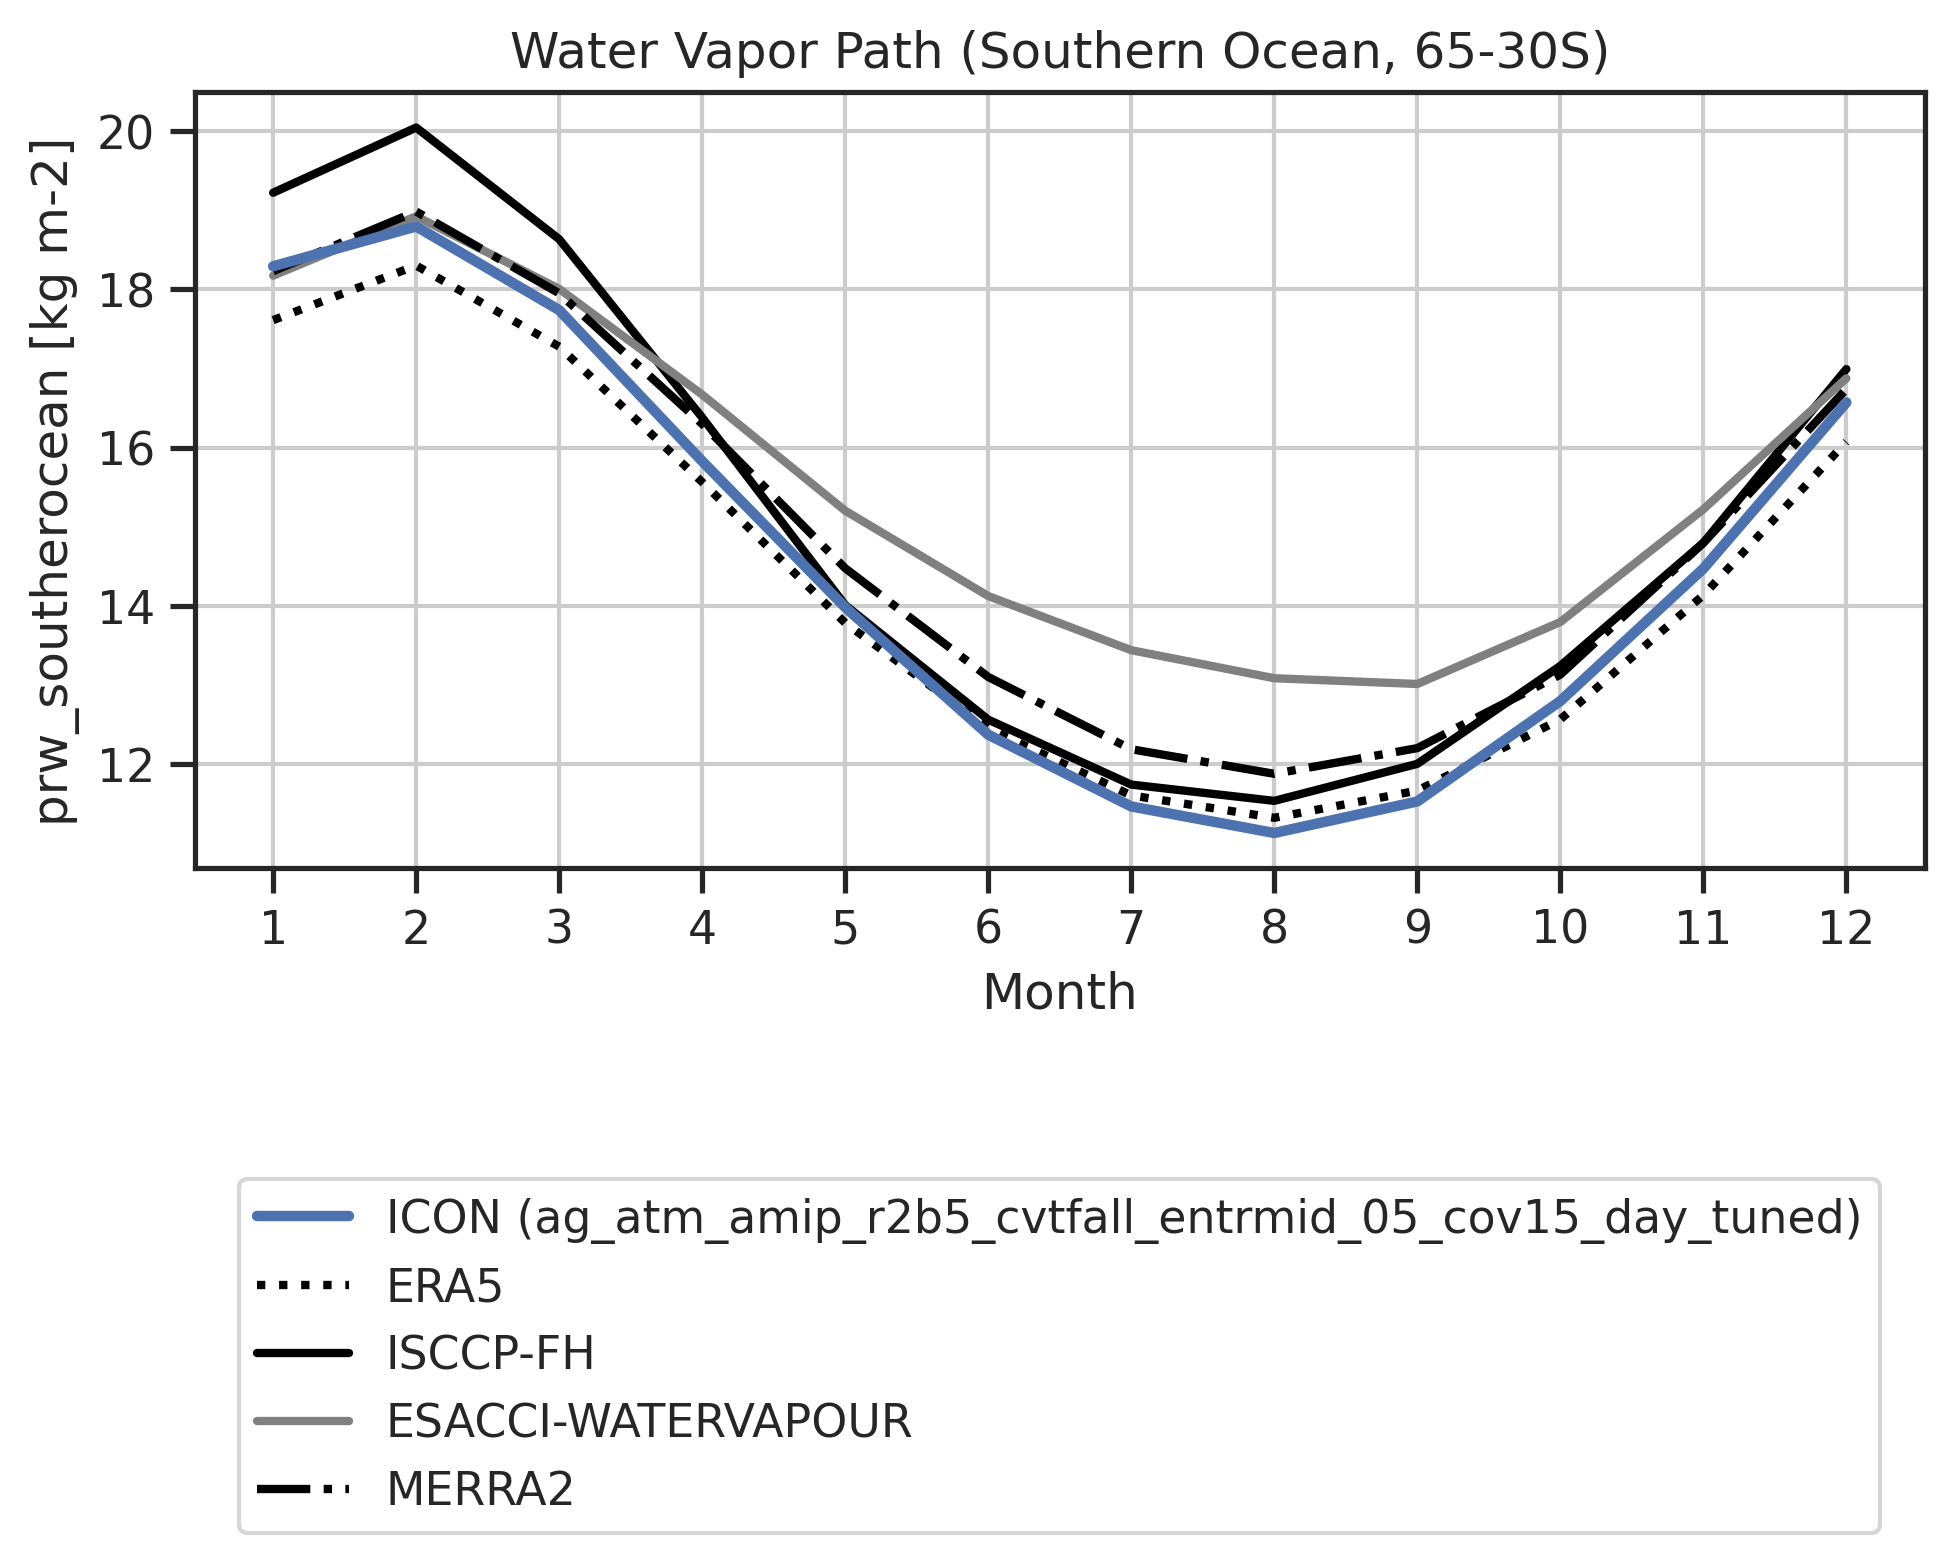 Water Vapor Path (Southern Ocean, 65-30S)
prw_southerocean [kg m-2]
20
18
16
14
12
1 2 3 4 5 6 7 8 9 10 11 12
Month
ICON (ag_atm_amip_r2b5_cvtfall_entrmid_05_cov15_day_tuned)
ERA5
ISCCP-FH
ESACCI-WATERVAPOUR
MERRA2